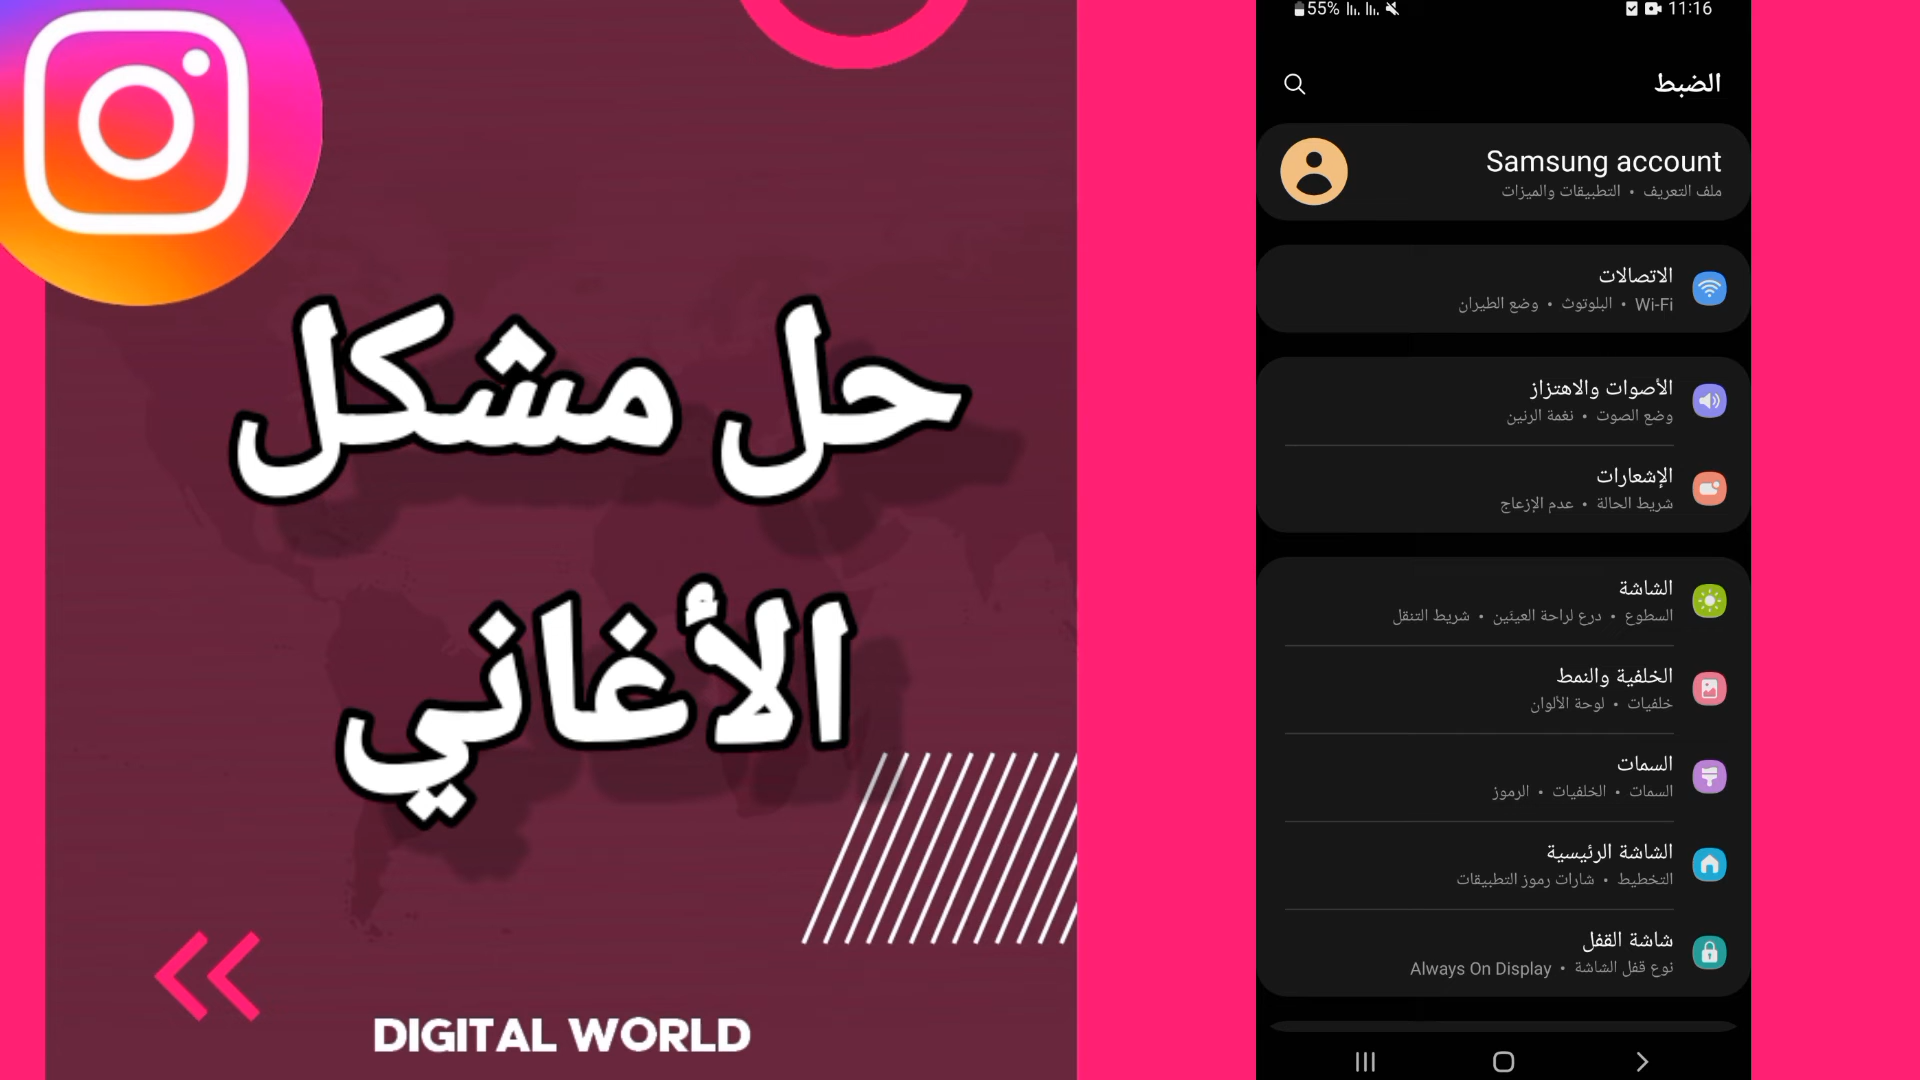 حل مشكل
الأغاني
DIGITAL WORLD
55%
11:16
الضبط
Samsung account
ملف التعريف • التطبيقات والميزات
الاتصالات
Wi-Fi • البلوتوث • وضع الطيران
الأصوات والاهتزاز
وضع الصوت • نغمة الرنين
الإشعارات
شريط الحالة • عدم الإزعاج
الشاشة
السطوع • درع لراحة العينَين • شريط التنقل
الخلفية والنمط
خلفيات • لوحة الألوان
السمات
السمات • الخلفيات • الرموز
الشاشة الرئيسية
التخطيط • شارات رموز التطبيقات
شاشة القفل
نوع قفل الشاشة • Always On Display